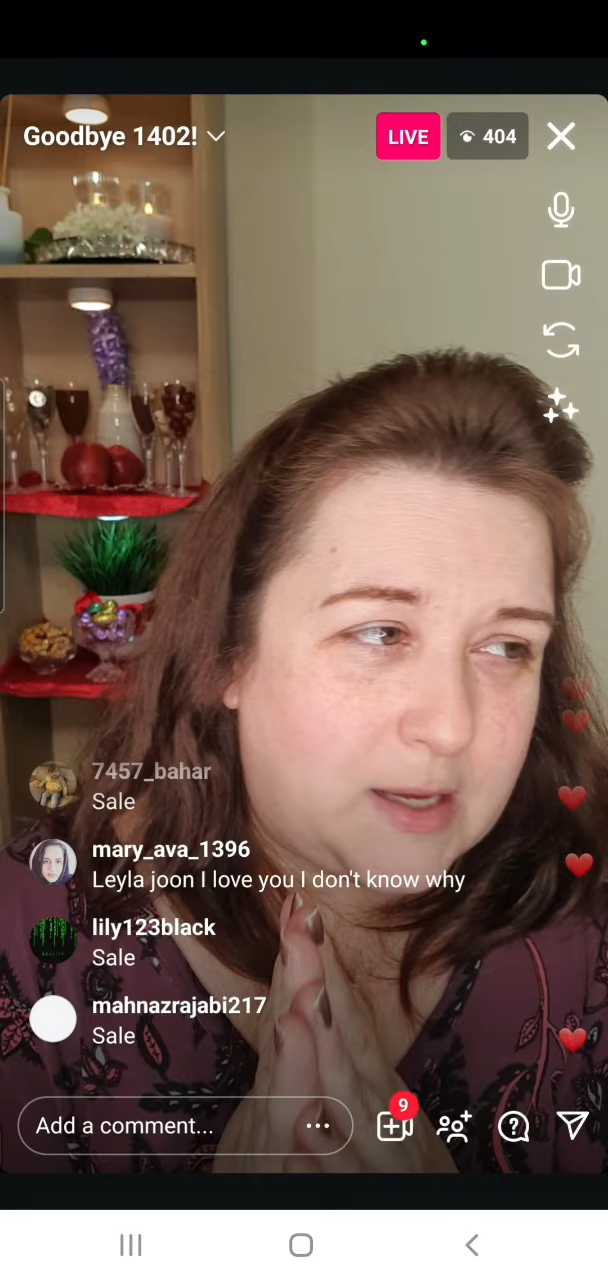 Goodbye 1402!
LIVE
404
7457_bahar
Sale
mary_ava_1396
Leyla joon I love you I don't know why
lily123black
Sale
mahnazrajabi217
Sale
9
Add a comment...